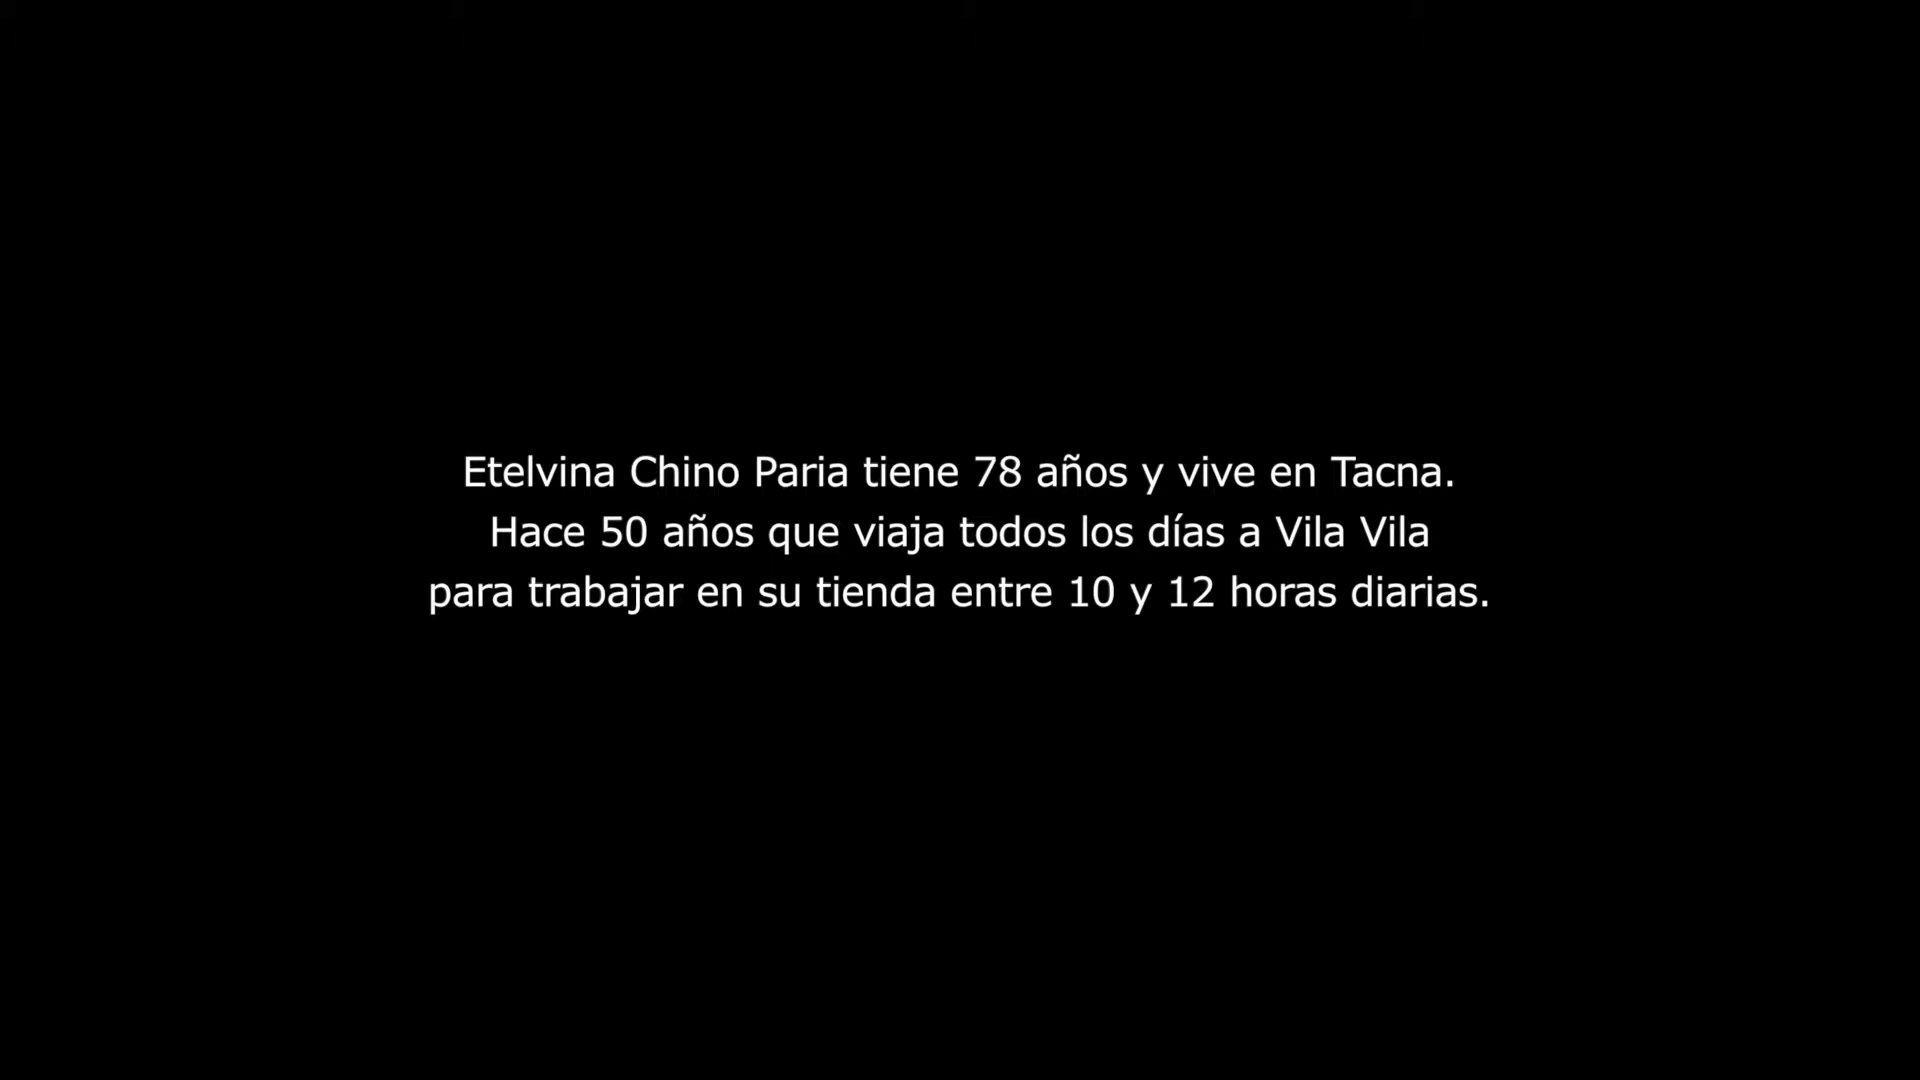 Etelvina Chino Paria tiene 78 años y vive en Tacna.
Hace 50 años que viaja todos los días a Vila Vila
para trabajar en su tienda entre 10 y 12 horas diarias.